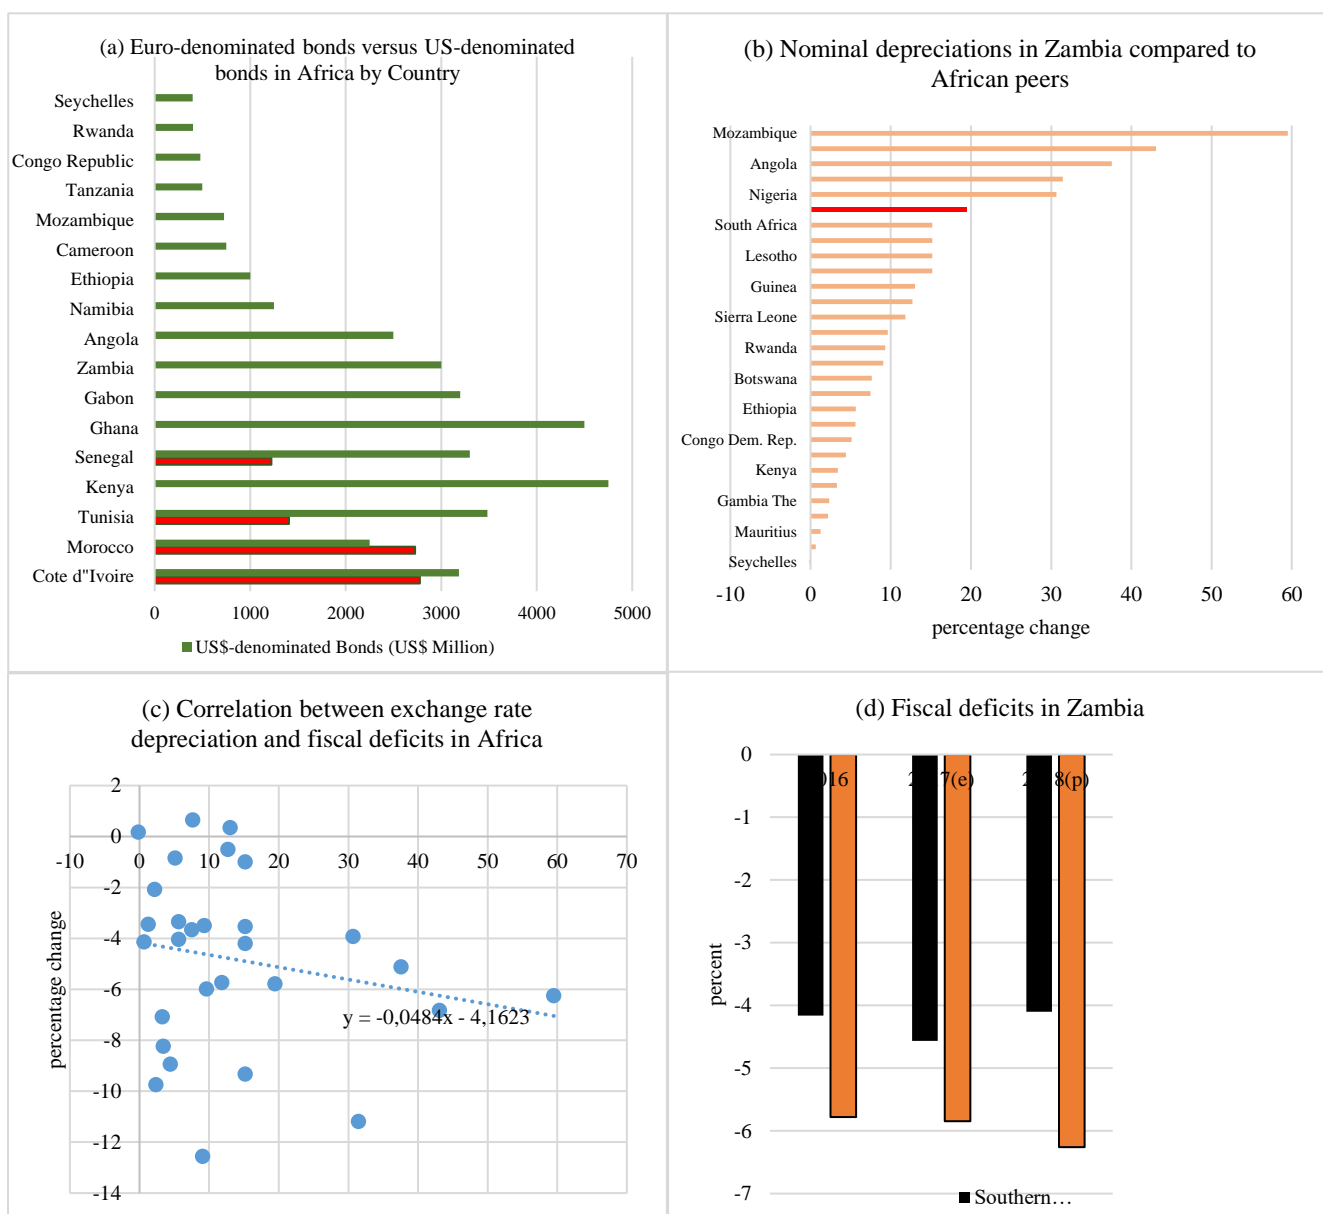 (a) Euro-denominated bonds versus US-denominated
bonds in Africa by Country
Seychelles
Rwanda
Congo Republic
Tanzania
Mozambique
Cameroon
Ethiopia
Namibia
Angola
Zambia
Gabon
Ghana
Senegal
Kenya
Tunisia
Morocco
Cote d"Ivoire
0 1000 2000 3000 4000 5000
US$-denominated Bonds (US$ Million)
(b) Nominal depreciations in Zambia compared to
African peers
Mozambique
Angola
Nigeria
South Africa
Lesotho
Guinea
Sierra Leone
Rwanda
Botswana
Ethiopia
Congo Dem. Rep.
Kenya
Gambia The
Mauritius
Seychelles
-10 0 10 20 30 40 50 60
percentage change
(c) Correlation between exchange rate
depreciation and fiscal deficits in Africa
2
0
-2
-4
-6
-8
-10
-12
-14
-10 0 10 20 30 40 50 60 70
percentage change
y = -0,0484x - 4,1623
(d) Fiscal deficits in Zambia
0
-1
-2
-3
-4
-5
-6
-7
percent
Southern…